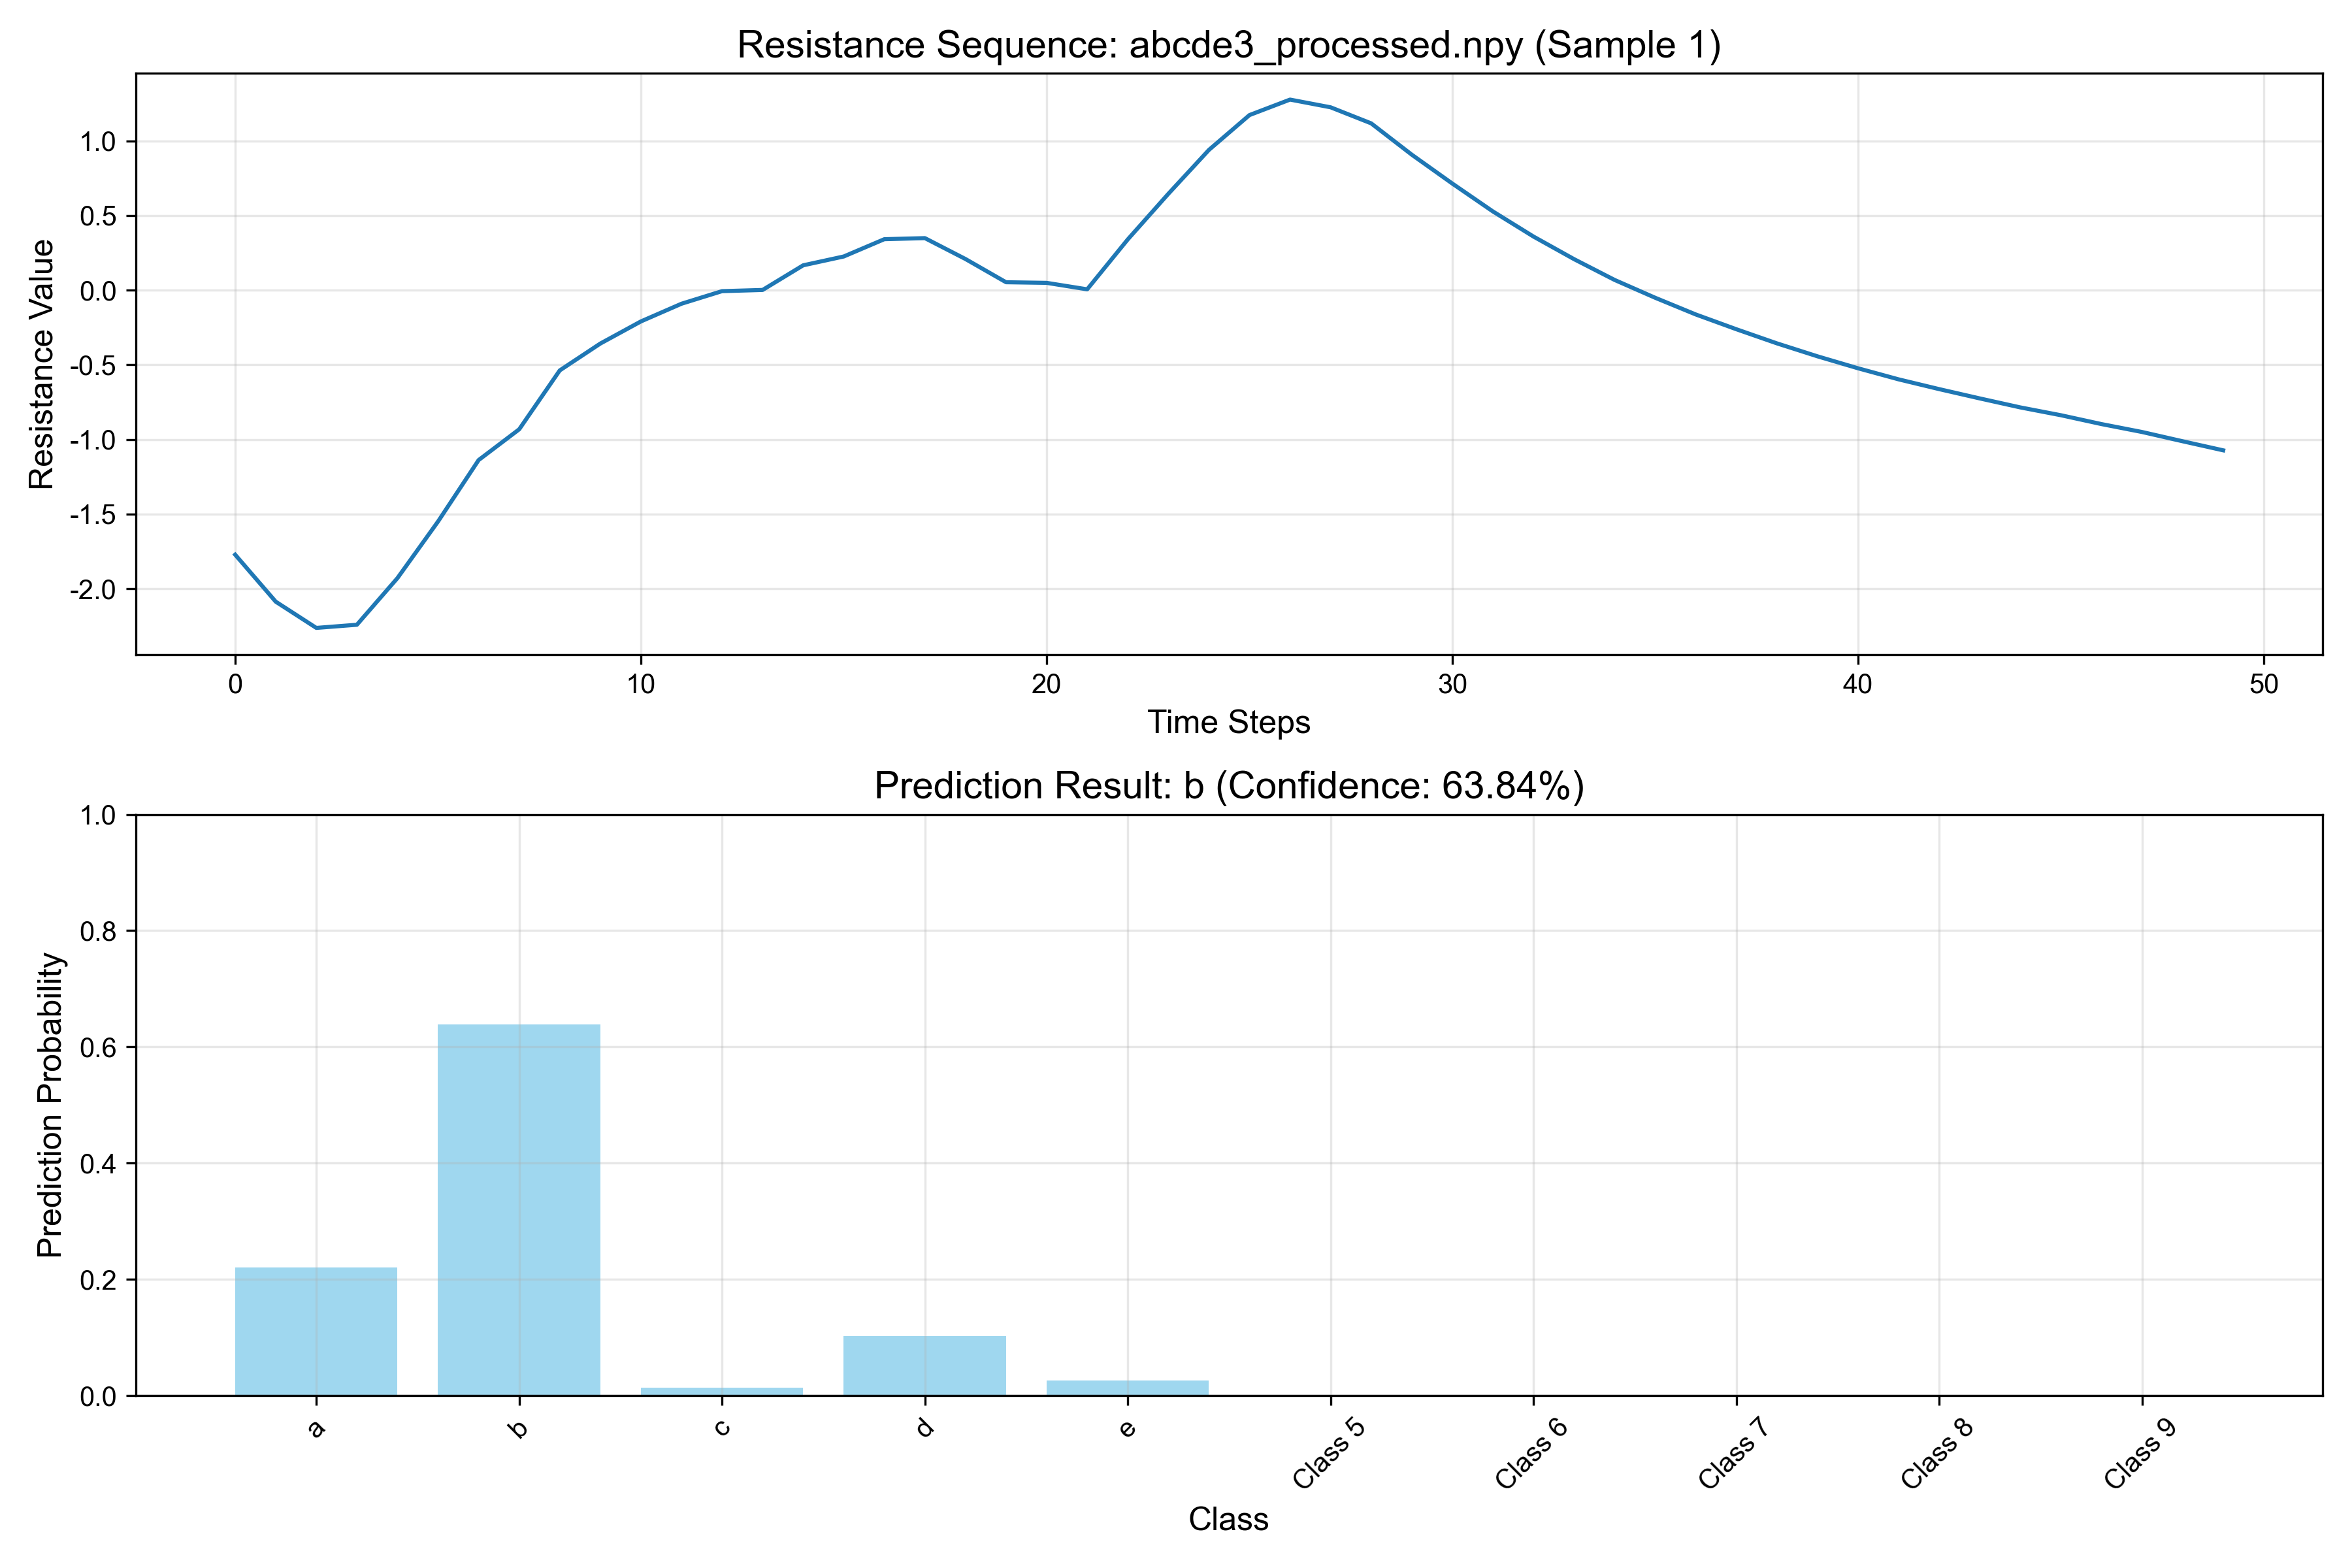 Resistance Sequence: abcde3_processed.npy (Sample 1)
Resistance Value
1.0
0.5
0.0
-0.5
-1.0
-1.5
-2.0
0 10 20 30 40 50
Time Steps
Prediction Result: b (Confidence: 63.84%)
Prediction Probability
1.0
0.8
0.6
0.4
0.2
0.0
a b c d e Class 5 Class 6 Class 7 Class 8 Class 9
Class